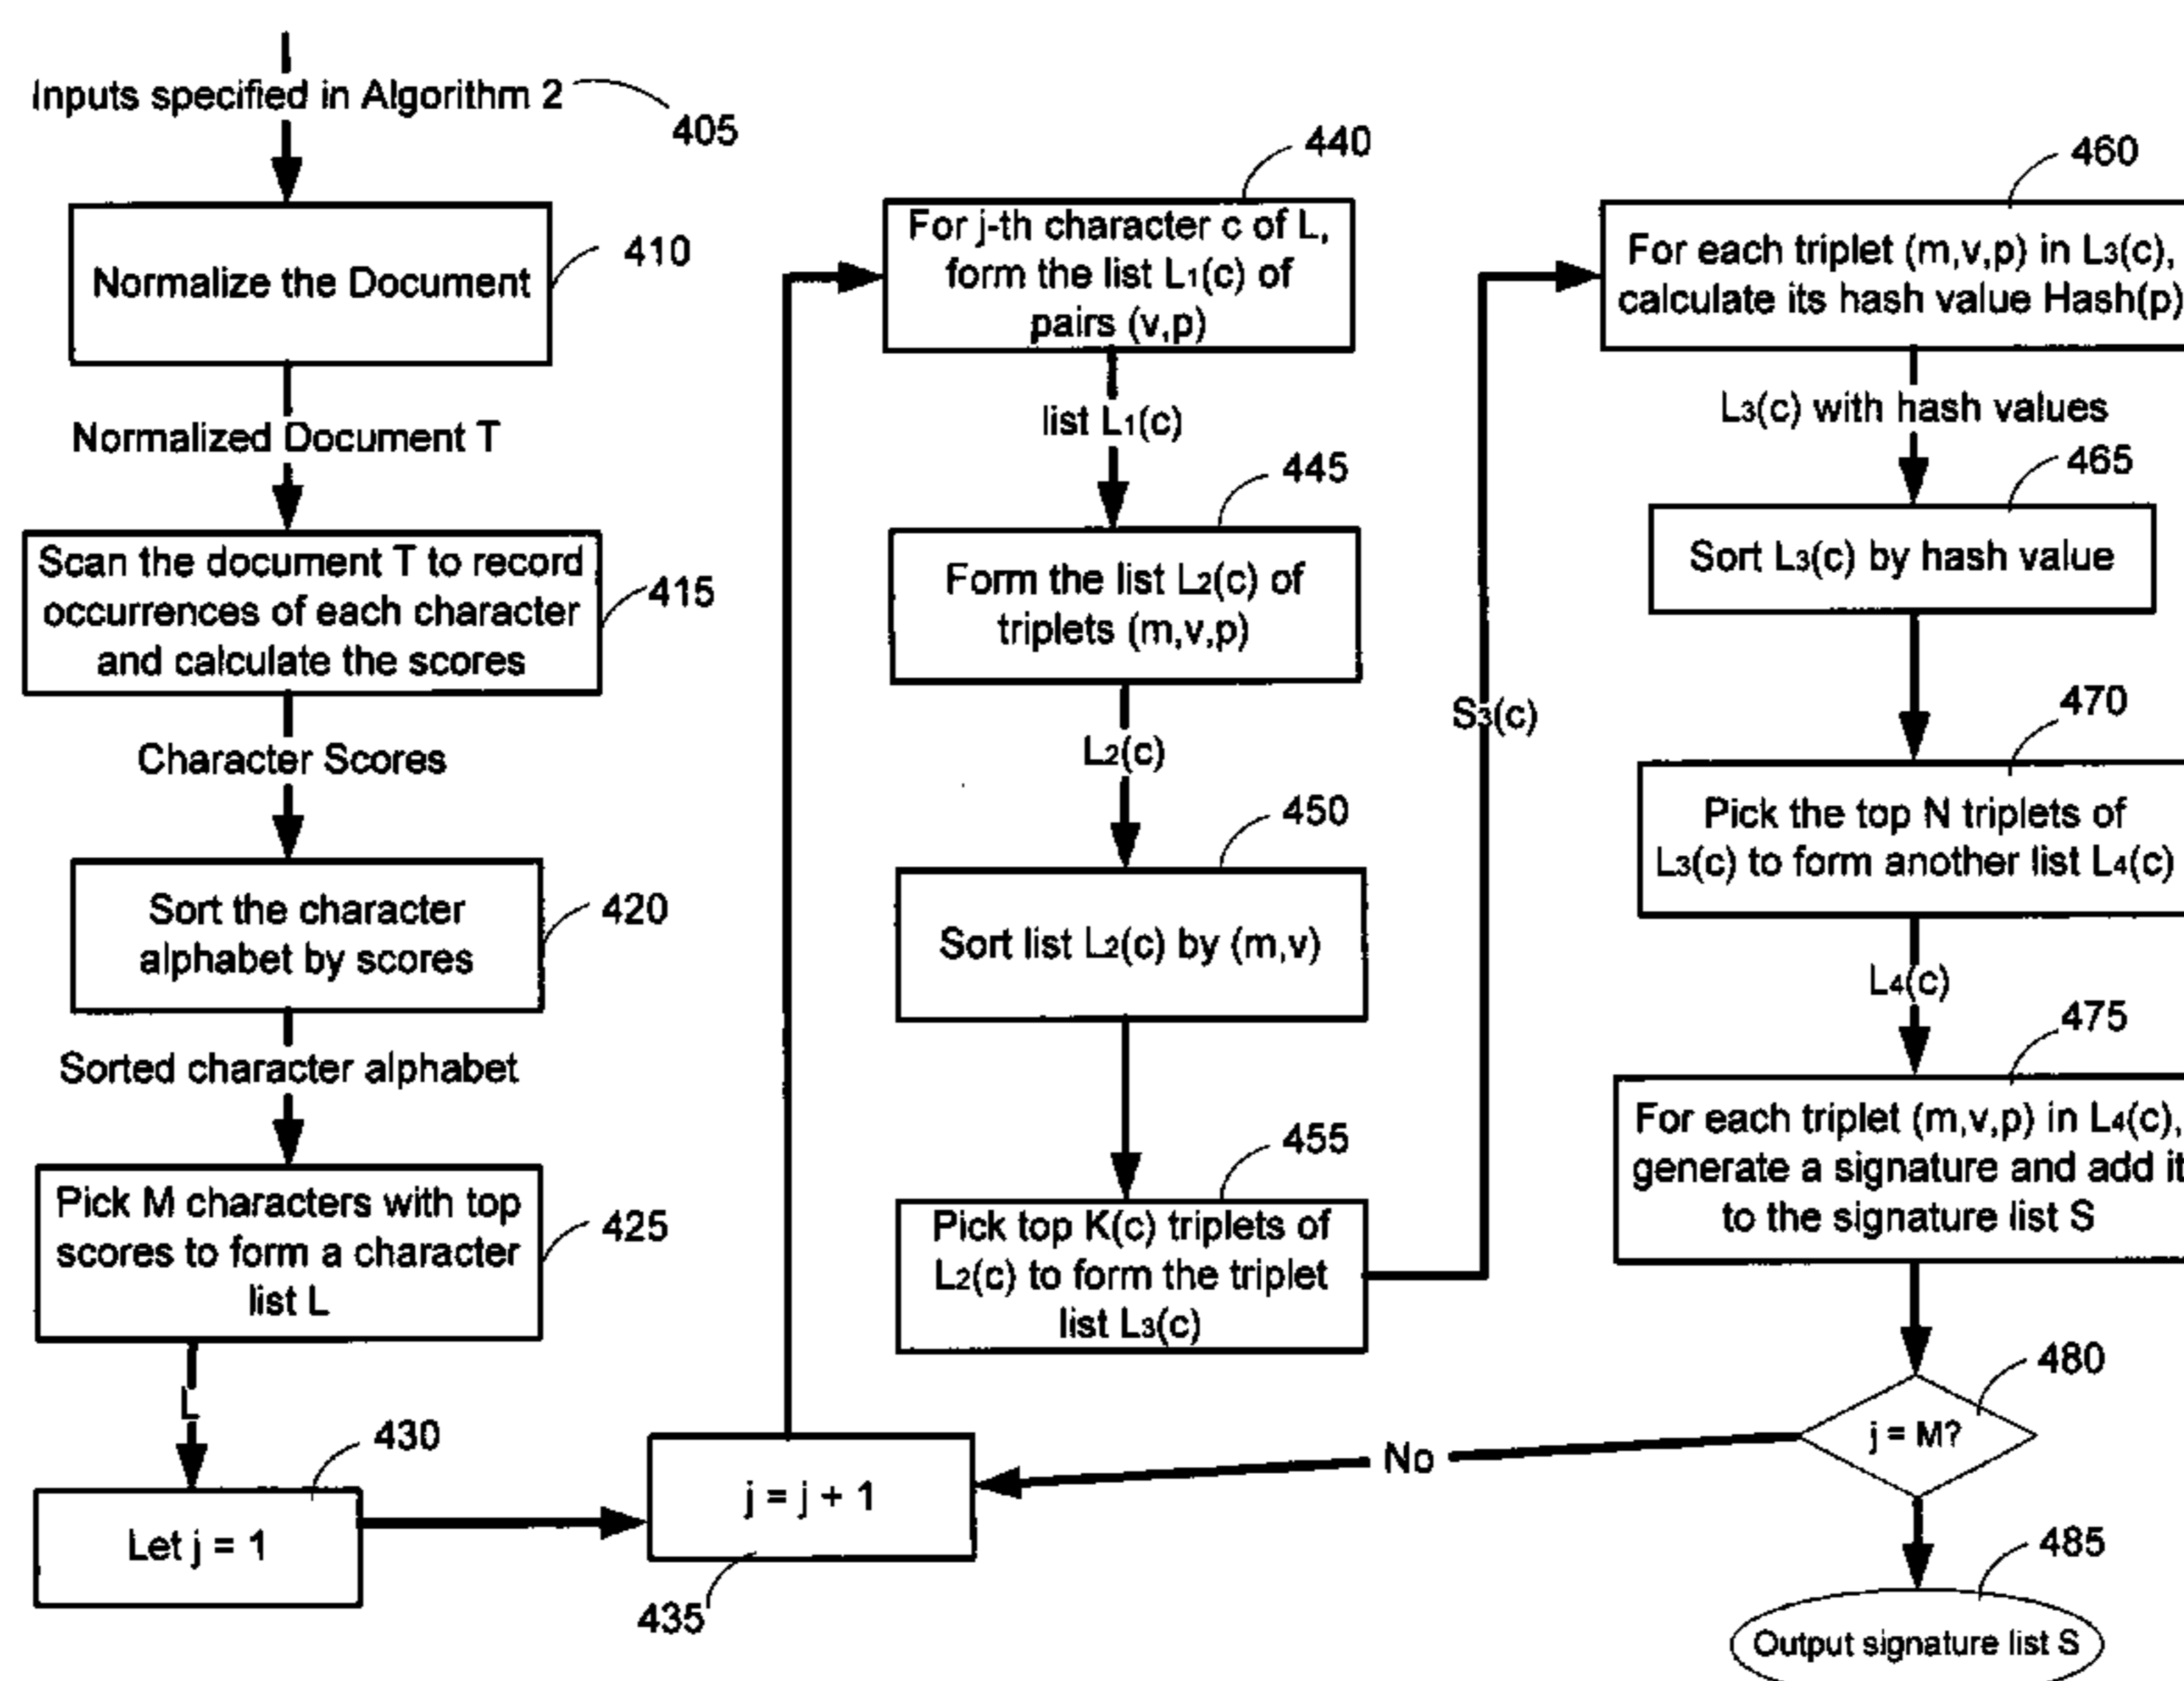 Inputs specified in Algorithm 2
405
Normalize the Document
410
Normalized Document T
Scan the document T to record
occurrences of each character
and calculate the scores
415
Character Scores
Sort the character
alphabet by scores
420
Sorted character alphabet
Pick M characters with top
scores to form a character
list L
425
L
430
Let j = 1
j = j + 1
435
440
For j-th character c of L,
form the list L1(c) of
pairs (v,p)
list L1(c)
445
Form the list L2(c) of
triplets (m,v,p)
L2(c)
450
Sort list L2(c) by (m,v)
455
Pick top K(c) triplets of
L2(c) to form the triplet
list L3(c)
S3(c)
460
For each triplet (m,v,p) in L3(c),
calculate its hash value Hash(p)
L3(c) with hash values
465
Sort L3(c) by hash value
470
Pick the top N triplets of
L3(c) to form another list L4(c)
L4(c)
475
For each triplet (m,v,p) in L4(c),
generate a signature and add it
to the signature list S
480
j = M?
No
485
Output signature list S